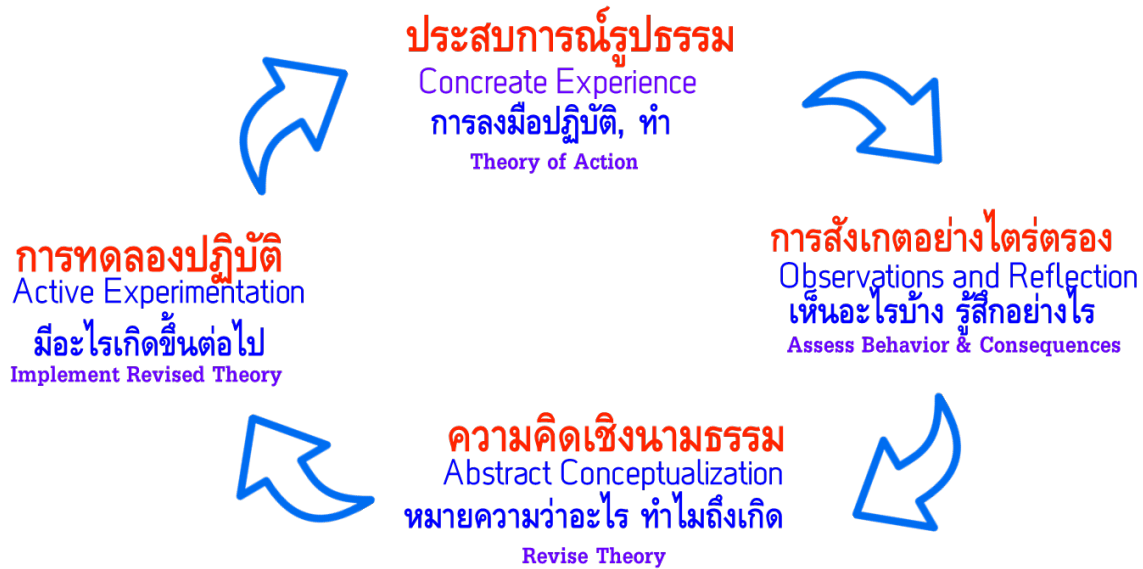 ประสบการณ์รูปธรรม
Concreate Experience
การลงมือปฏิบัติ, ทำ
Theory of Action
การสังเกตอย่างไตร่ตรอง
Observations and Reflection
เห็นอะไรบ้าง รู้สึกอย่างไร
Assess Behavior & Consequences
ความคิดเชิงนามธรรม
Abstract Conceptualization
หมายความว่าอะไร ทำไมถึงเกิด
Revise Theory
การทดลองปฏิบัติ
Active Experimentation
มีอะไรเกิดขึ้นต่อไป
Implement Revised Theory